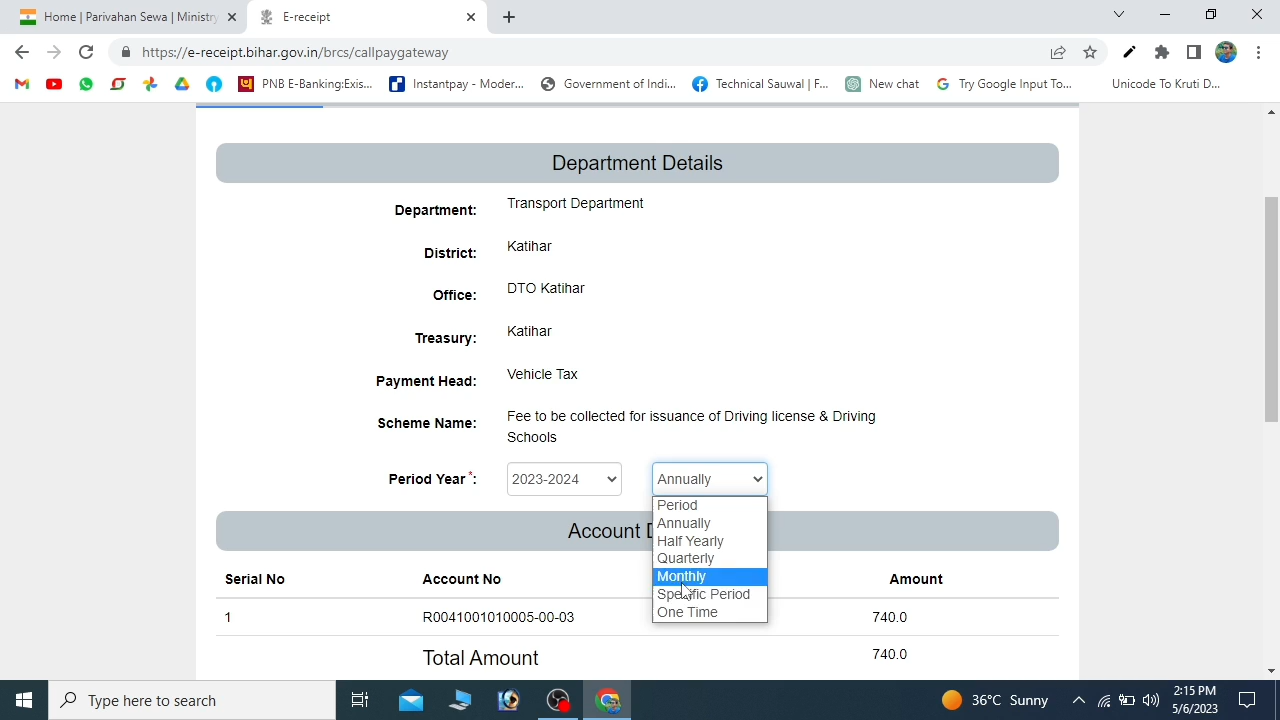 Home | Parivahan Sewa | Ministry
E-receipt
https://e-receipt.bihar.gov.in/brcs/callpaygateway
PNB E-Banking:Exis...
Instantpay - Moder...
Government of Indi...
Technical Sauwal | F...
New chat
Try Google Input To...
Unicode To Kruti D...
Department Details
Department: Transport Department
District: Katihar
Office: DTO Katihar
Treasury: Katihar
Payment Head: Vehicle Tax
Scheme Name: Fee to be collected for issuance of Driving license & Driving
Schools
Period Year*: 2023-2024 Annually
Period
Annually
Half Yearly
Quarterly
Monthly
Specific Period
One Time
Account D
Serial No Account No Amount
1 R0041001010005-00-03 740.0
Total Amount 740.0
Type here to search
36°C Sunny
2:15 PM
5/6/2023